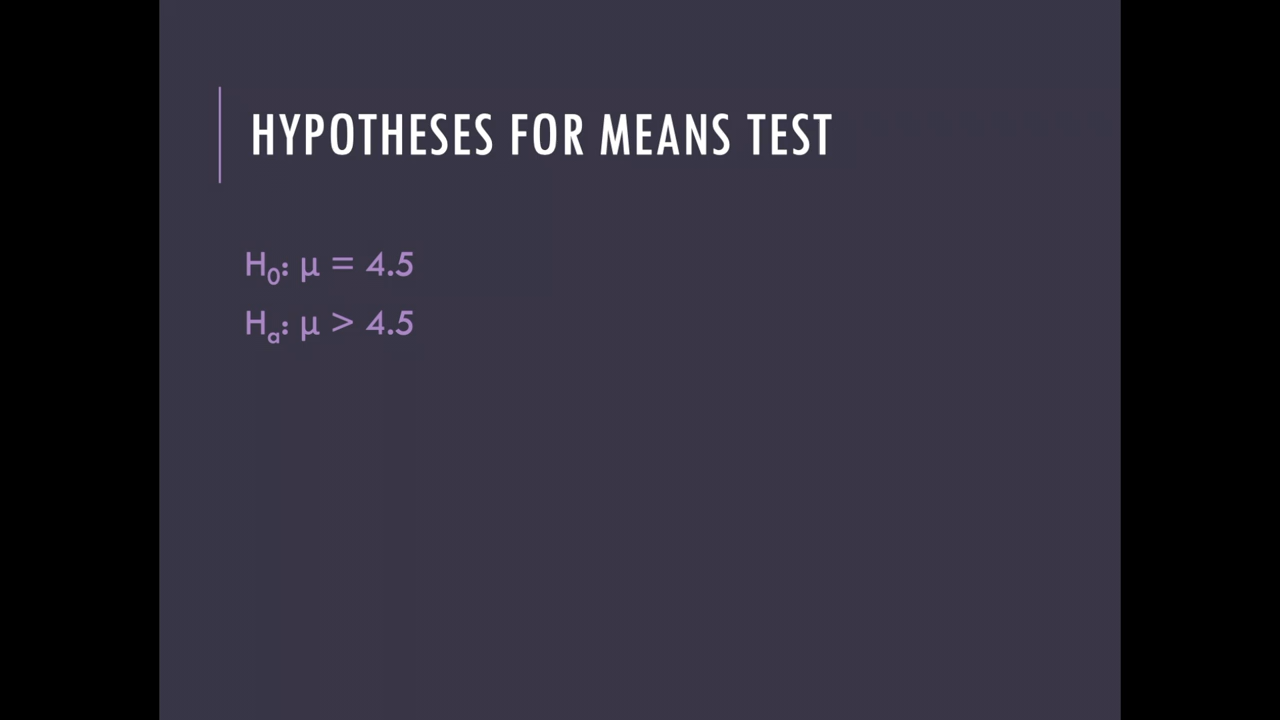 HYPOTHESES FOR MEANS TEST
H₀: μ = 4.5
Hₐ: μ > 4.5